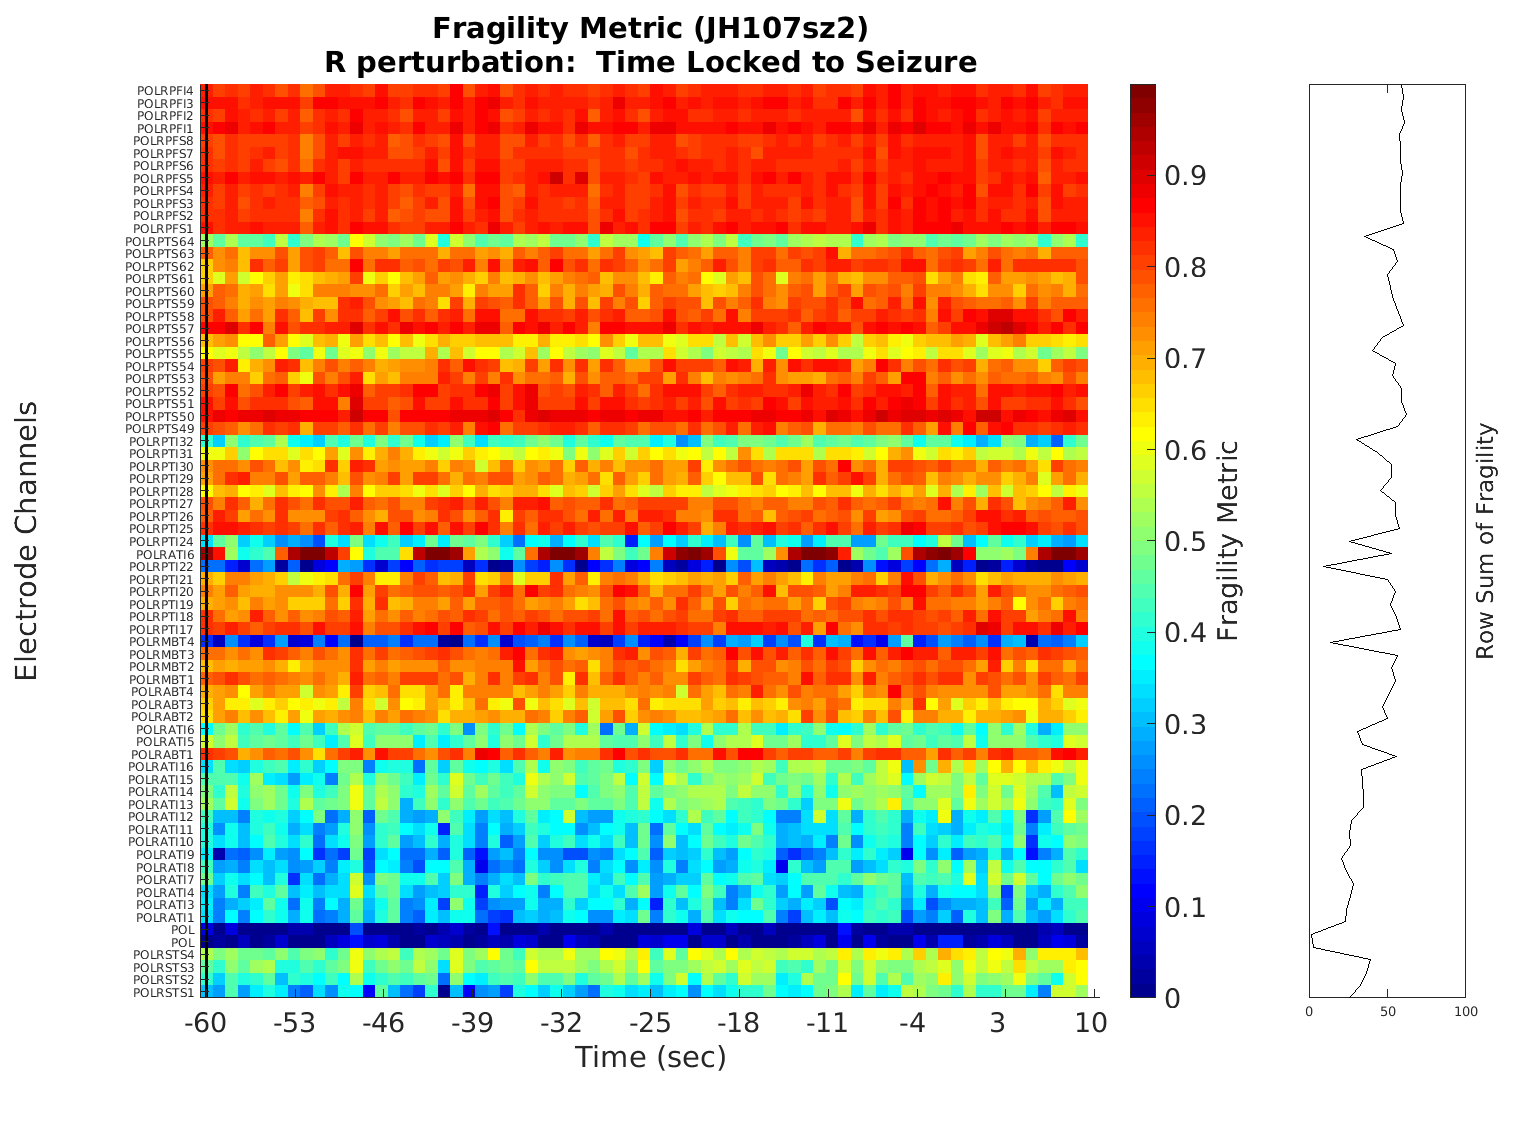 Fragility Metric (JH107sz2)
R perturbation:  Time Locked to Seizure
Electrode Channels
POLRPFI4
POLRPFI3
POLRPFI2
POLRPFI1
POLRPFS8
POLRPFS7
POLRPFS6
POLRPFS5
POLRPFS4
POLRPFS3
POLRPFS2
POLRPFS1
POLRPTS64
POLRPTS63
POLRPTS62
POLRPTS61
POLRPTS60
POLRPTS59
POLRPTS58
POLRPTS57
POLRPTS56
POLRPTS55
POLRPTS54
POLRPTS53
POLRPTS52
POLRPTS51
POLRPTS50
POLRPTS49
POLRPTI32
POLRPTI31
POLRPTI30
POLRPTI29
POLRPTI28
POLRPTI27
POLRPTI26
POLRPTI25
POLRPTI24
POLRATI6
POLRPTI22
POLRPTI21
POLRPTI20
POLRPTI19
POLRPTI18
POLRPTI17
POLRMBT4
POLRMBT3
POLRMBT2
POLRMBT1
POLRABT4
POLRABT3
POLRABT2
POLRATI6
POLRATI5
POLRABT1
POLRATI16
POLRATI15
POLRATI14
POLRATI13
POLRATI12
POLRATI11
POLRATI10
POLRATI9
POLRATI8
POLRATI7
POLRATI4
POLRATI3
POLRATI1
POL
POL
POLRSTS4
POLRSTS3
POLRSTS2
POLRSTS1
-60 -53 -46 -39 -32 -25 -18 -11 -4 3 10
Time (sec)
0.9
0.8
0.7
0.6
0.5
0.4
0.3
0.2
0.1
0
Fragility Metric
0 50 100
Row Sum of Fragility